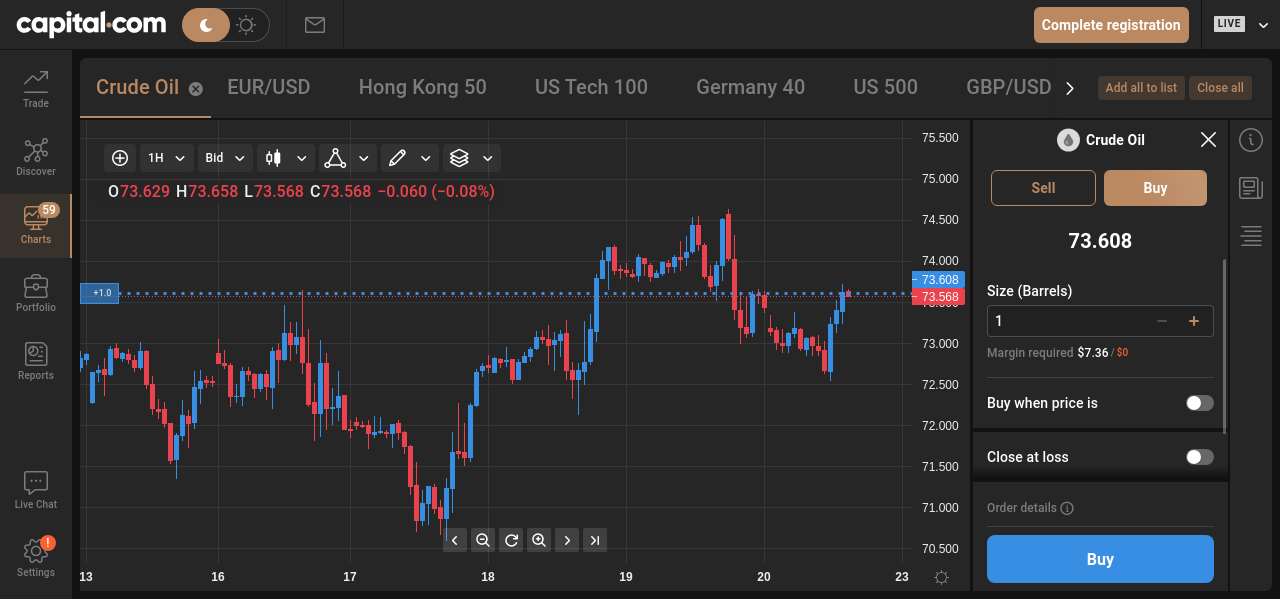 capital.com
Complete registration
LIVE
Trade
Discover
59
Charts
Portfolio
Reports
Live Chat
!
Settings
Crude Oil
EUR/USD
Hong Kong 50
US Tech 100
Germany 40
US 500
GBP/USD
Add all to list
Close all
1H
Bid
O73.629 H73.658 L73.568 C73.568 −0.060 (−0.08%)
+1.0
75.500
75.000
74.500
74.000
73.608
73.568
73.000
72.500
72.000
71.500
71.000
70.500
13
16
17
18
19
20
23
Crude Oil
Sell
Buy
73.608
Size (Barrels)
1
Margin required $7.36 / $0
Buy when price is
Close at loss
Order details
Buy